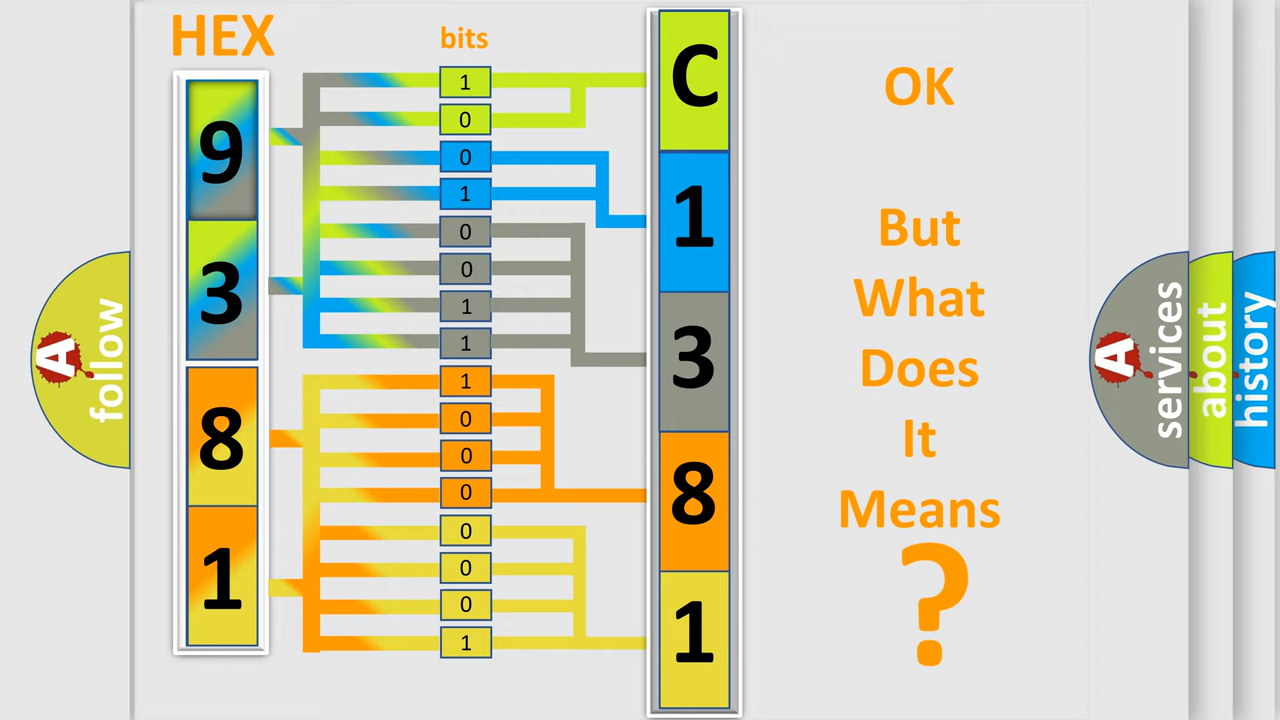 HEX
bits
9
3
8
1
1
0
0
1
0
0
1
1
1
0
0
0
0
0
0
1
C
1
3
8
1
OK
But
What
Does
It
Means
?
A
follow
A
services
about
history